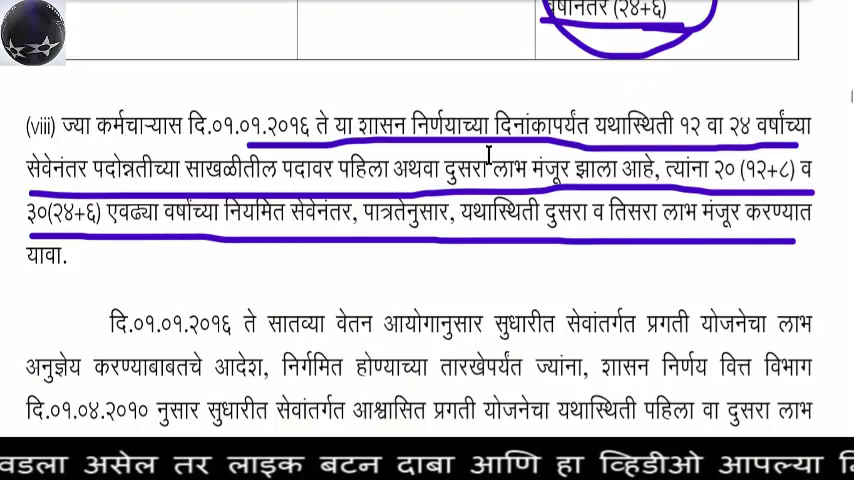 वर्षांनंतर (२४+६)
(viii) ज्या कर्मचाऱ्यास दि.०१.०१.२०१६ ते या शासन निर्णयाच्या दिनांकापर्यंत यथास्थिती १२ वा २४ वर्षांच्या
सेवेनंतर पदोन्नतीच्या साखळीतील पदावर पहिला अथवा दुसरा लाभ मंजूर झाला आहे, त्यांना २० (१२+८) व
३०(२४+६) एवढ्या वर्षांच्या नियमित सेवेनंतर, पात्रतेनुसार, यथास्थिती दुसरा व तिसरा लाभ मंजूर करण्यात
यावा.
दि.०१.०१.२०१६ ते सातव्या वेतन आयोगानुसार सुधारीत सेवांतर्गत प्रगती योजनेचा लाभ
अनुज्ञेय करण्याबाबतचे आदेश, निर्गमित होण्याच्या तारखेपर्यंत ज्यांना, शासन निर्णय वित्त विभाग
दि.०१.०४.२०१० नुसार सुधारीत सेवांतर्गत आश्वासित प्रगती योजनेचा यथास्थिती पहिला वा दुसरा लाभ
वडला असेल तर लाइक बटन दाबा आणि हा व्हिडीओ आपल्या